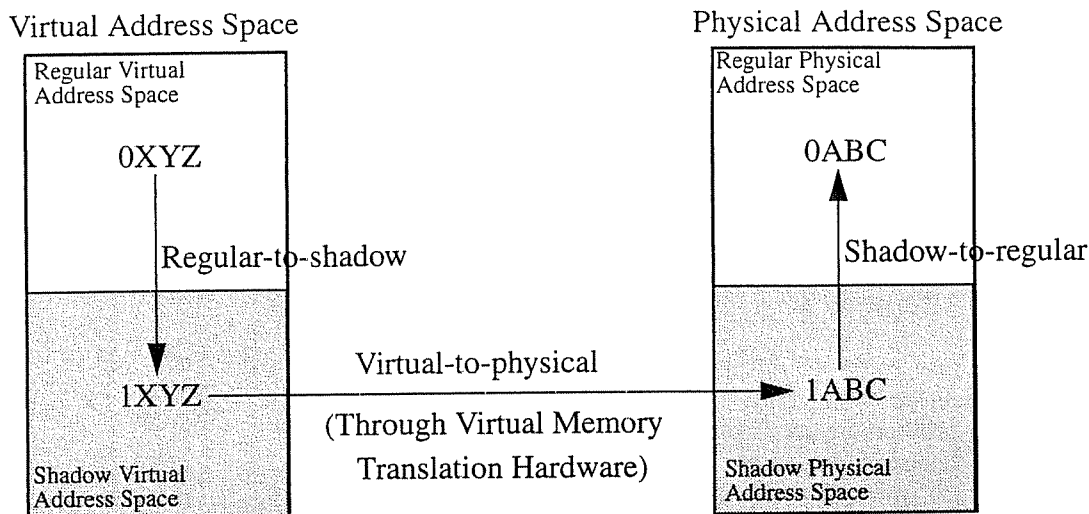 Virtual Address Space
Physical Address Space
Regular Virtual
Address Space
Regular Physical
Address Space
0XYZ
0ABC
Regular-to-shadow
Shadow-to-regular
Virtual-to-physical
1XYZ
1ABC
(Through Virtual Memory
Translation Hardware)
Shadow Virtual
Address Space
Shadow Physical
Address Space